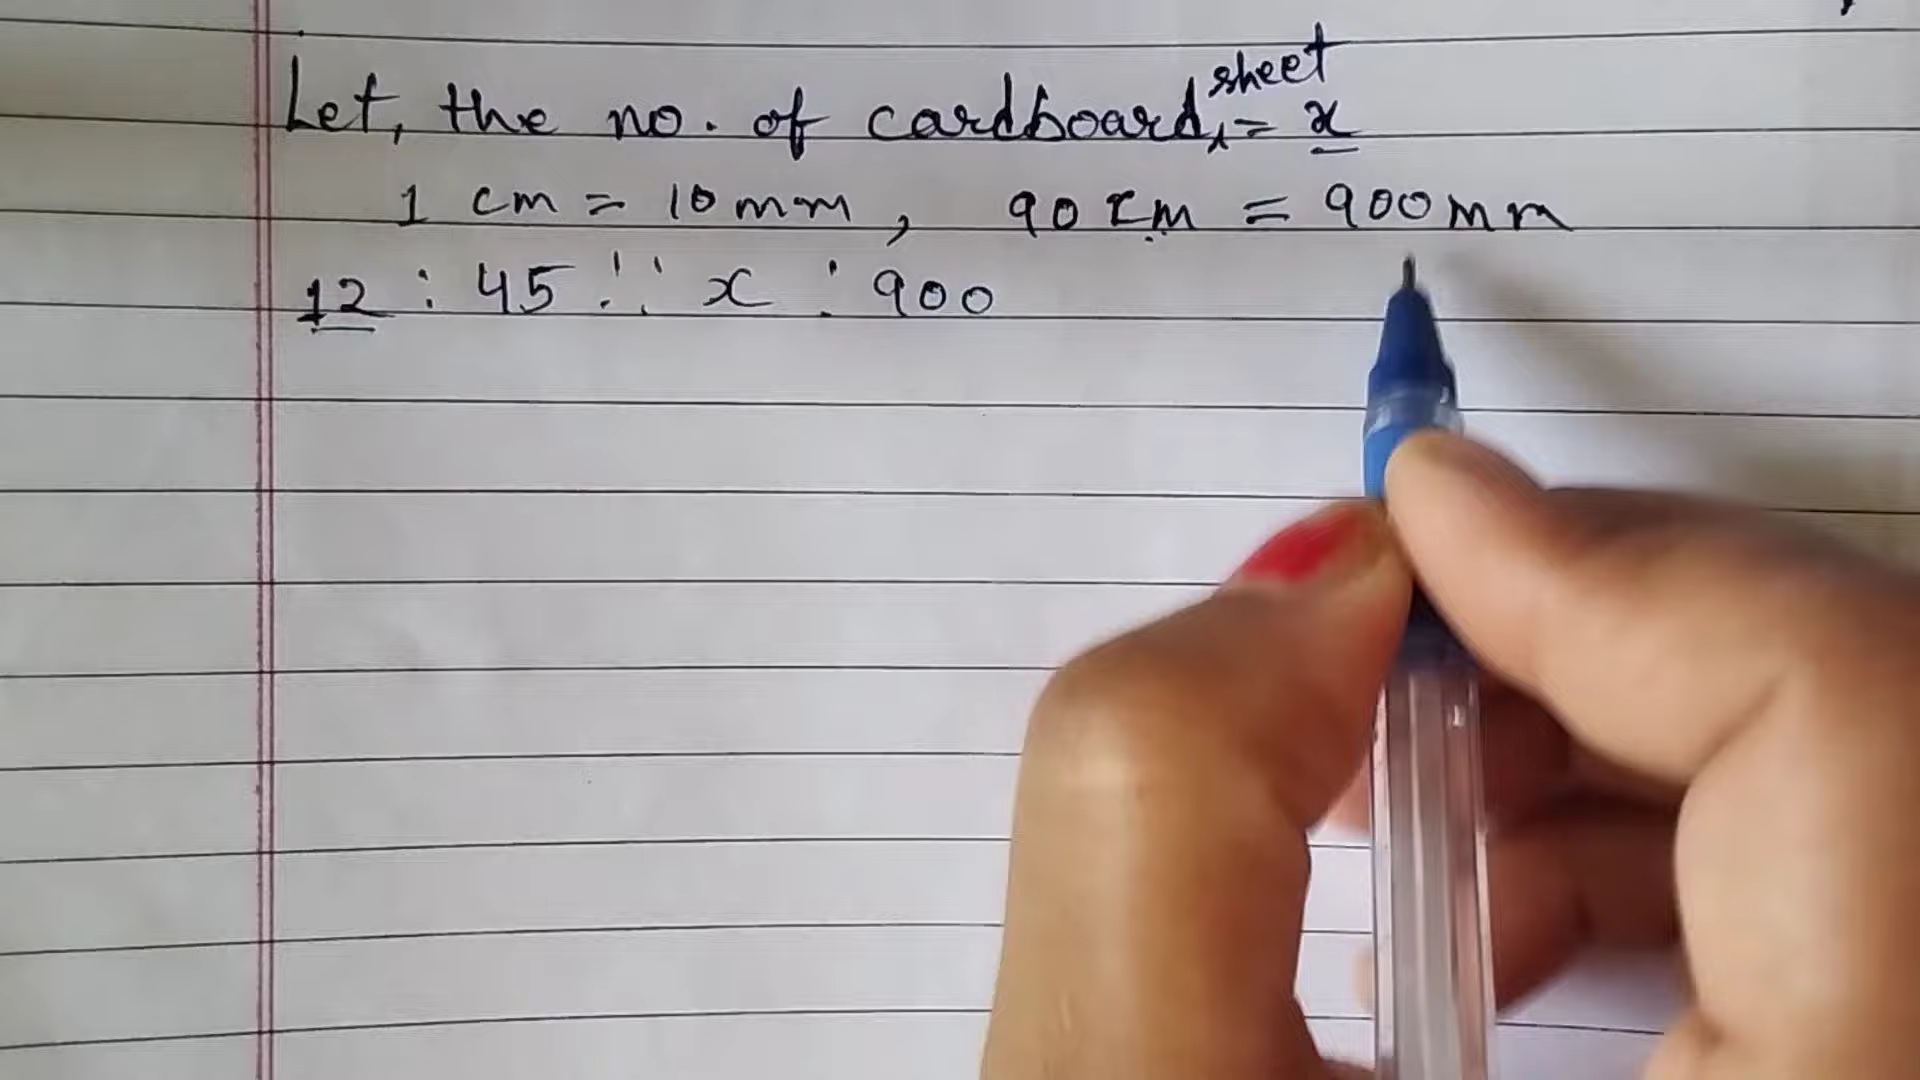 Let, the no. of cardboard sheet = x
1 cm = 10 mm, 90 cm = 900 mm
12 : 45 :: x : 900